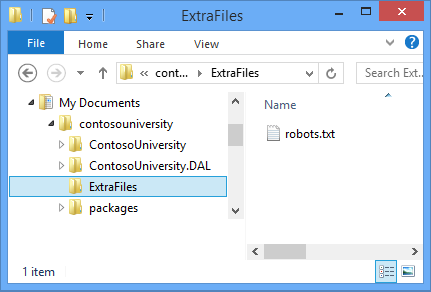 ExtraFiles
File Home Share View
« cont... ExtraFiles Search Ext...
My Documents
contosouniversity
ContosoUniversity
ContosoUniversity.DAL
ExtraFiles
packages
Name
robots.txt
1 item